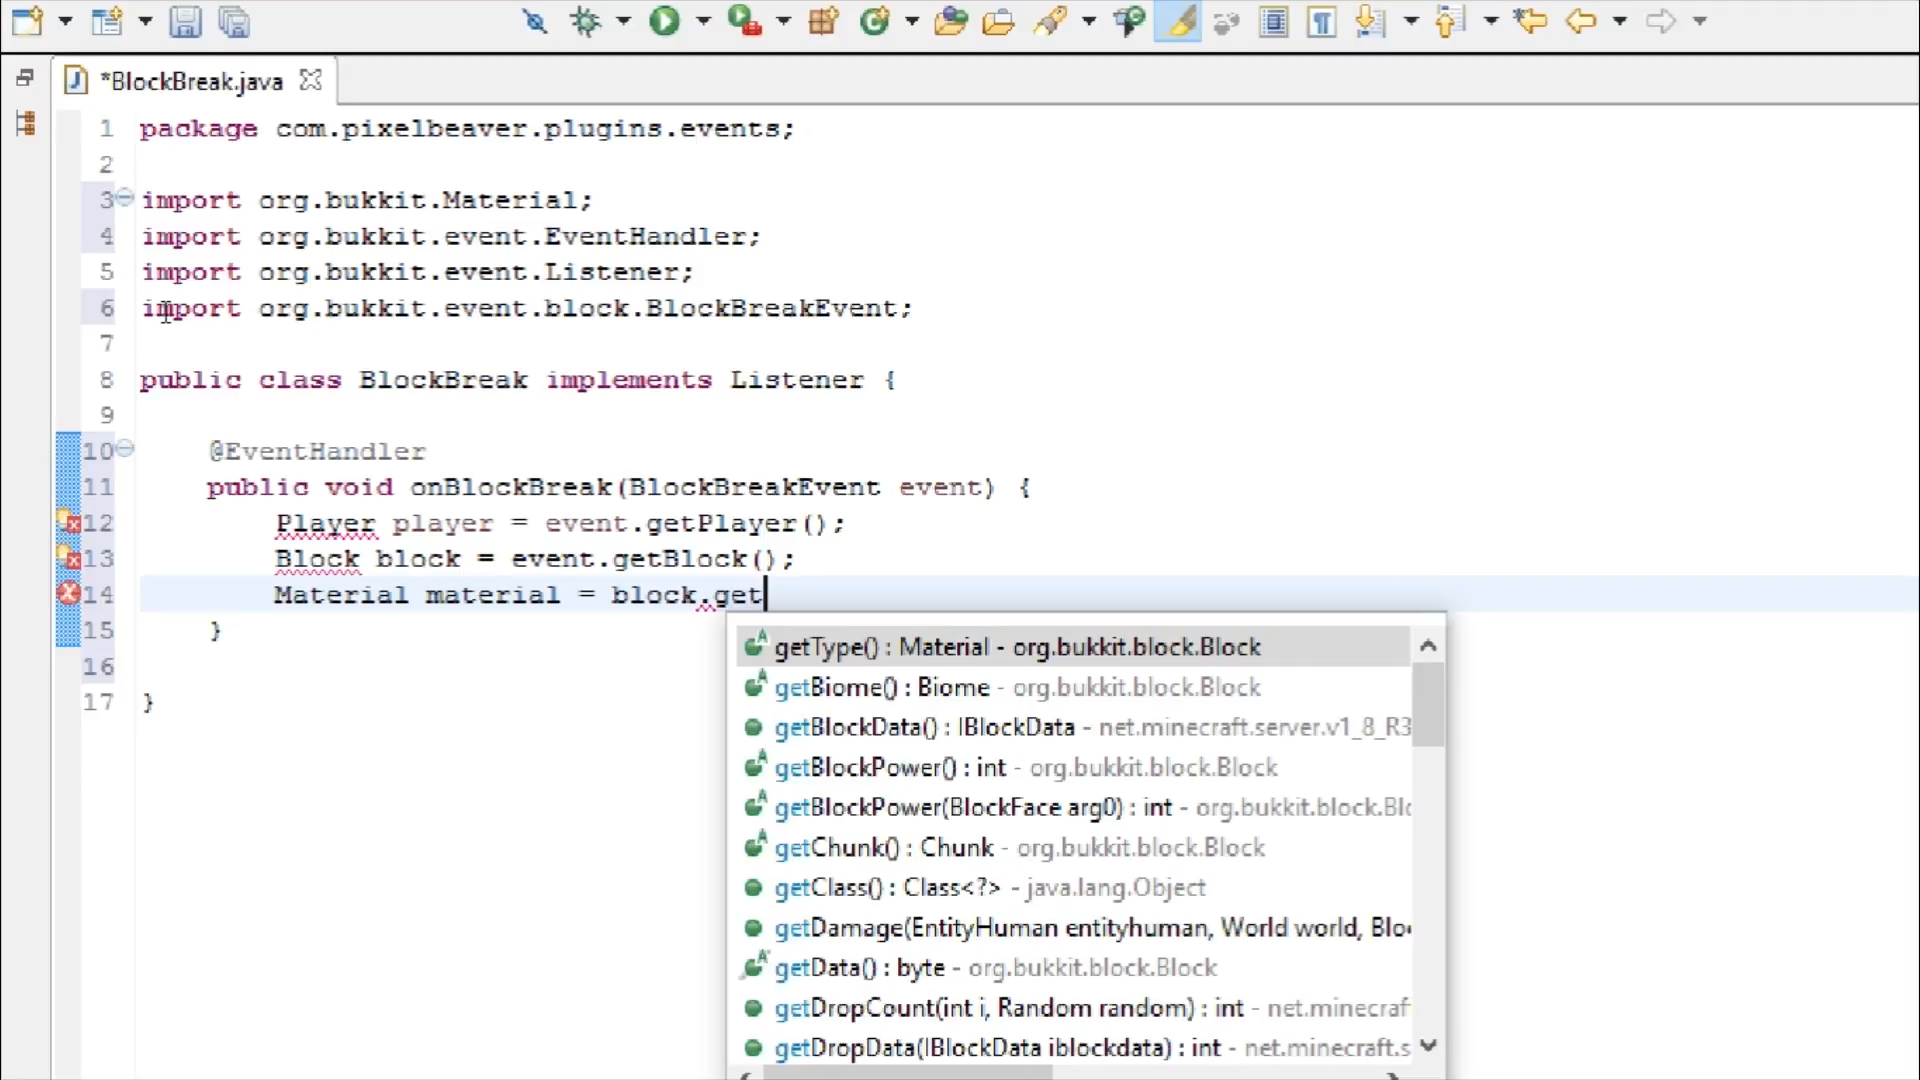 *BlockBreak.java
1 package com.pixelbeaver.plugins.events;
2
3 import org.bukkit.Material;
4 import org.bukkit.event.EventHandler;
5 import org.bukkit.event.Listener;
6 import org.bukkit.event.block.BlockBreakEvent;
7
8 public class BlockBreak implements Listener {
9
10 @EventHandler
11 public void onBlockBreak(BlockBreakEvent event) {
12 Player player = event.getPlayer();
13 Block block = event.getBlock();
14 Material material = block.get
15 }
16
17 }
getType() : Material - org.bukkit.block.Block
getBiome() : Biome - org.bukkit.block.Block
getBlockData() : IBlockData - net.minecraft.server.v1_8_R3
getBlockPower() : int - org.bukkit.block.Block
getBlockPower(BlockFace arg0) : int - org.bukkit.block.Blo
getChunk() : Chunk - org.bukkit.block.Block
getClass() : Class<?> - java.lang.Object
getDamage(EntityHuman entityhuman, World world, Blo
getData() : byte - org.bukkit.block.Block
getDropCount(int i, Random random) : int - net.minecraf
getDropData(IBlockData iblockdata) : int - net.minecraft.s